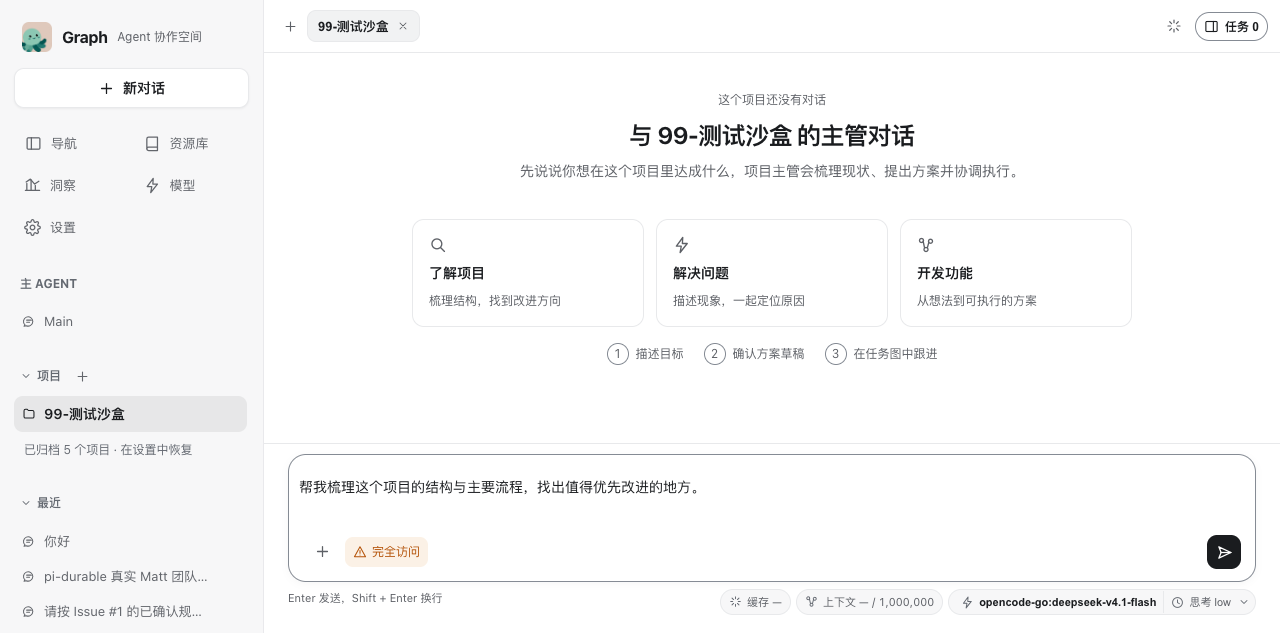 Graph Agent 协作空间
新对话
导航
资源库
洞察
模型
设置
主 AGENT
Main
项目
99-测试沙盒
已归档 5 个项目 · 在设置中恢复
最近
你好
pi-durable 真实 Matt 团队...
请按 Issue #1 的已确认规...
99-测试沙盒
任务 0
这个项目还没有对话
与 99-测试沙盒 的主管对话
先说说你想在这个项目里达成什么，项目主管会梳理现状、提出方案并协调执行。
了解项目
梳理结构，找到改进方向
解决问题
描述现象，一起定位原因
开发功能
从想法到可执行的方案
1 描述目标
2 确认方案草稿
3 在任务图中跟进
帮我梳理这个项目的结构与主要流程，找出值得优先改进的地方。
完全访问
Enter 发送，Shift + Enter 换行
缓存 —
上下文 — / 1,000,000
opencode-go:deepseek-v4.1-flash
思考 low